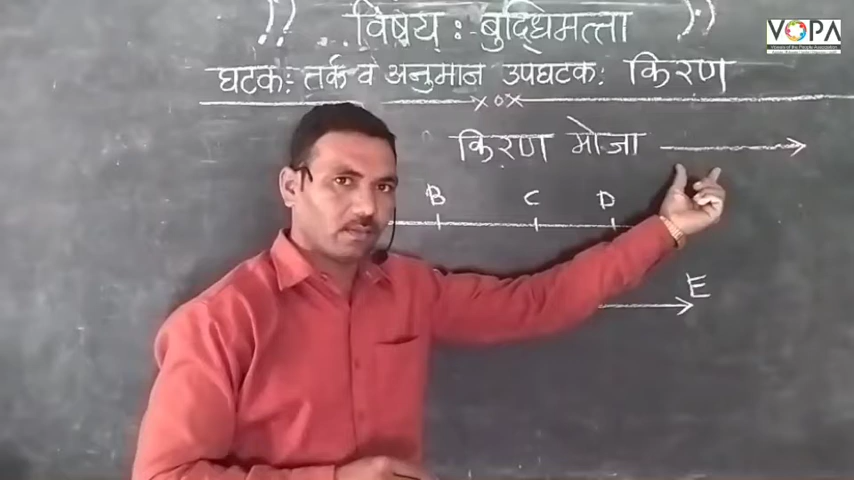 विषय : बुद्धिमत्ता
घटक: तर्क व अनुमान उपघटक: किरण
किरण मोजा
B C D
E
VOPA